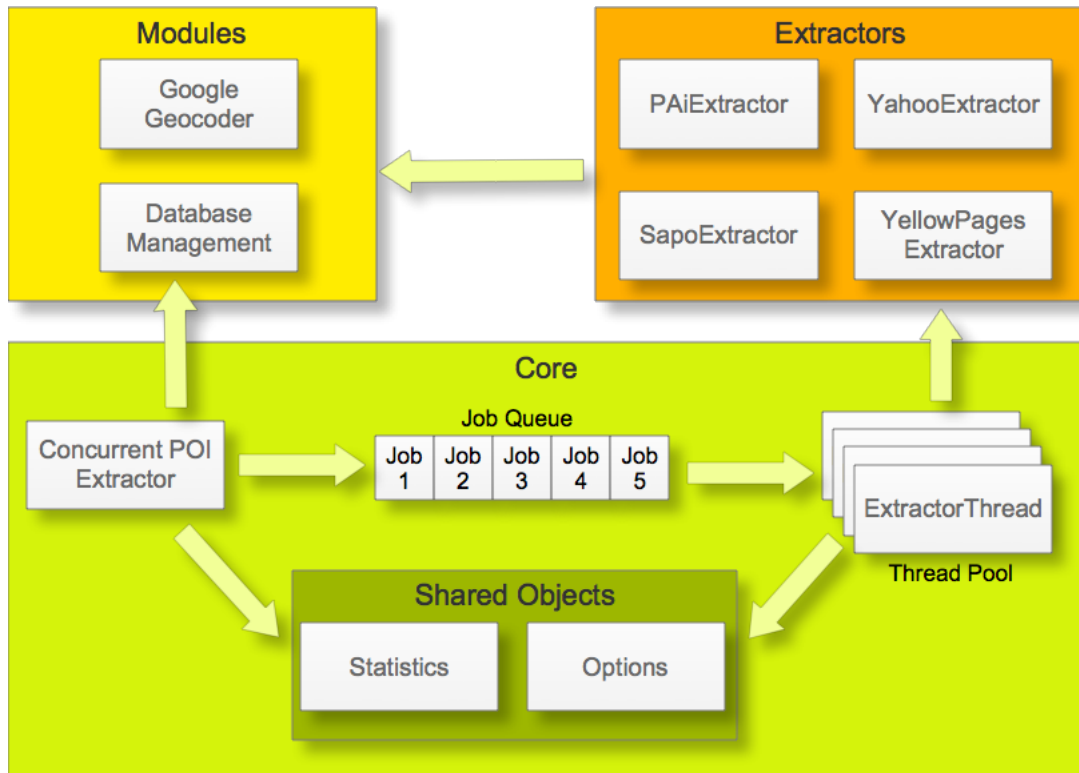 Modules
Google
Geocoder
Database
Management
Extractors
PAiExtractor
YahooExtractor
SapoExtractor
YellowPages
Extractor
Core
Concurrent POI
Extractor
Job Queue
Job
1
Job
2
Job
3
Job
4
Job
5
ExtractorThread
Thread Pool
Shared Objects
Statistics
Options